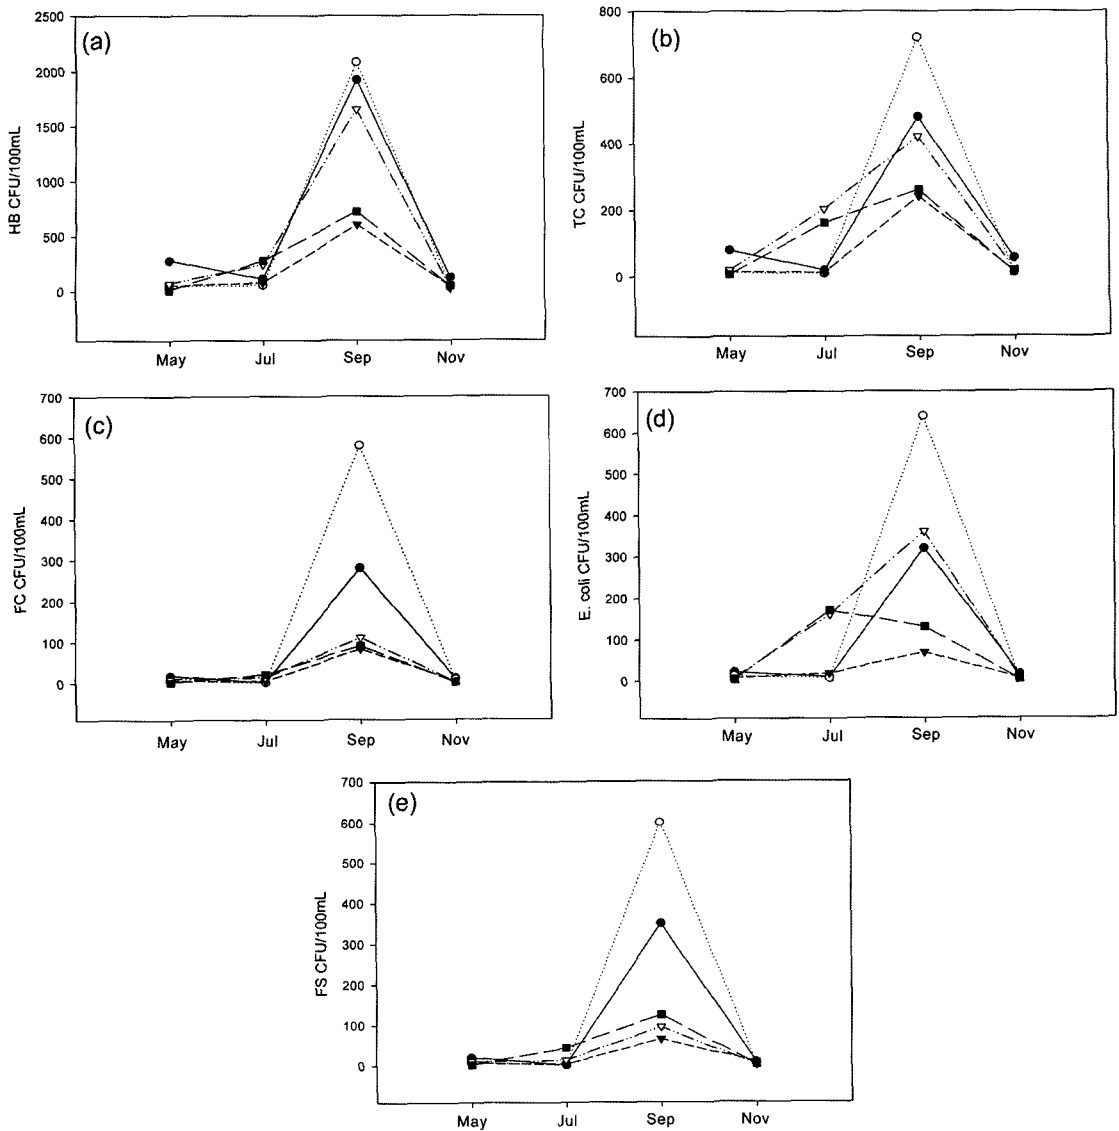 (a)
HB CFU/100mL
2500
2000
1500
1000
500
0
May Jul Sep Nov
(b)
TC CFU/100mL
800
600
400
200
0
May Jul Sep Nov
(c)
FC CFU/100mL
700
600
500
400
300
200
100
0
May Jul Sep Nov
(d)
E. coli CFU/100mL
700
600
500
400
300
200
100
0
May Jul Sep Nov
(e)
FS CFU/100mL
700
600
500
400
300
200
100
0
May Jul Sep Nov